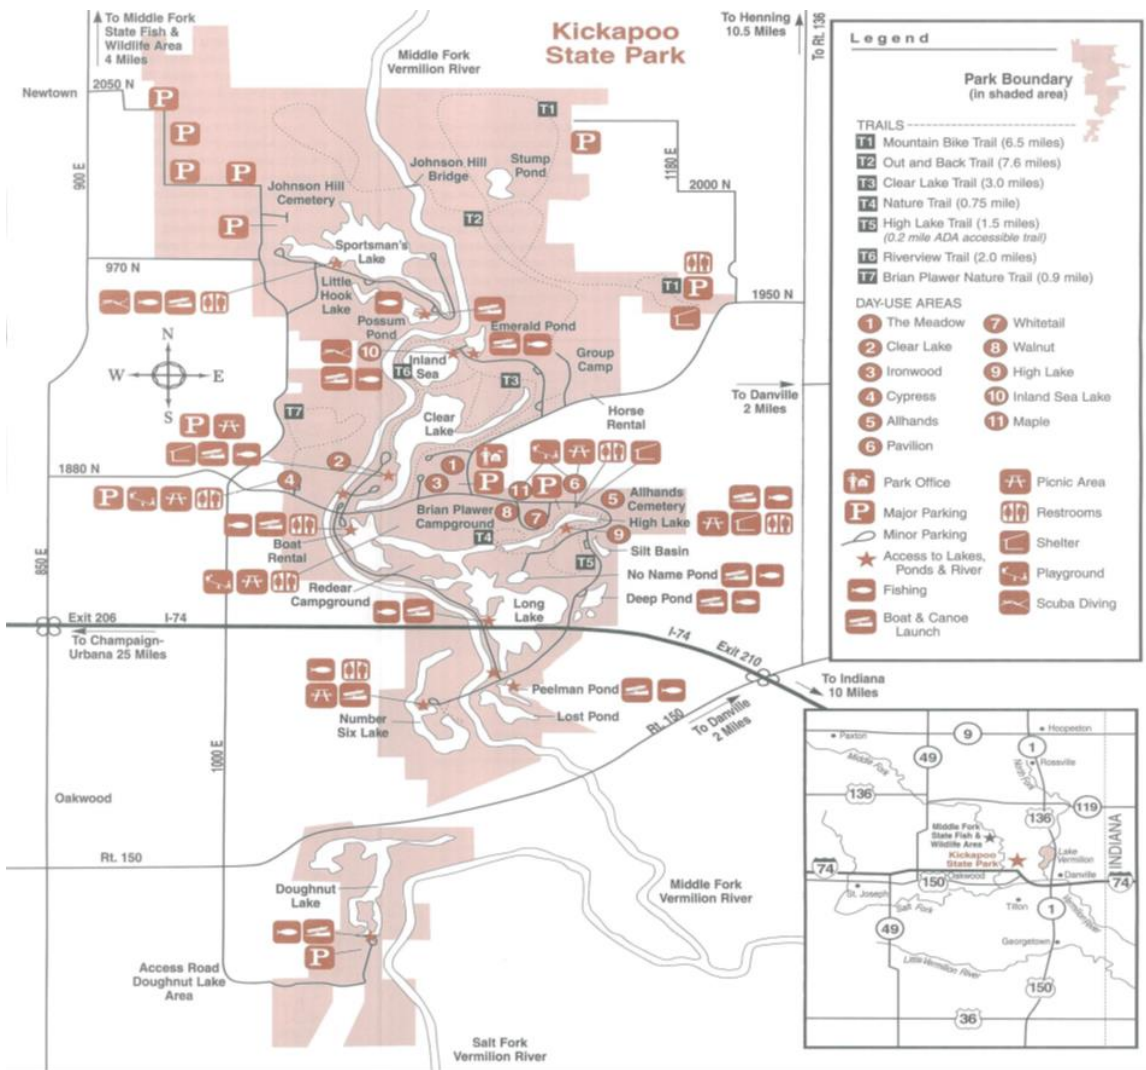 To Middle Fork
State Fish &
Wildlife Area
4 Miles
Kickapoo
State Park
To Henning
10.5 Miles
To Rt. 136
Middle Fork
Vermilion River
Newtown
2050 N
900 E
P
P
P
P
P
T1
P
1180 E
2000 N
Johnson Hill
Bridge
Stump
Pond
Johnson Hill
Cemetery
T2
Sportsman's
Lake
970 N
T1
P
1950 N
Little
Hook
Lake
Possum
Pond
Emerald Pond
10
Inland
Sea
T6
Group
Camp
T3
N
W
E
S
T7
To Danville
2 Miles
Clear
Lake
Horse
Rental
P
1880 N
2
1
3
P
4
P
11
P
6
5
Allhands
Cemetery
Brian Plawer
Campground
8
7
High Lake
9
T4
Boat
Rental
Silt Basin
T5
Redear
Campground
No Name Pond
Deep Pond
850 E
Long
Lake
Exit 206
I-74
To Champaign-
Urbana 25 Miles
I-74
Exit 210
To Indiana
10 Miles
Peelman Pond
Number
Six Lake
Lost Pond
Rt. 150
To Danville
2 Miles
1000 E
Oakwood
Rt. 150
Doughnut
Lake
Middle Fork
Vermilion River
P
Access Road
Doughnut Lake
Area
Salt Fork
Vermilion River
Legend
Park Boundary
(in shaded area)
TRAILS
T1 Mountain Bike Trail (6.5 miles)
T2 Out and Back Trail (7.6 miles)
T3 Clear Lake Trail (3.0 miles)
T4 Nature Trail (0.75 mile)
T5 High Lake Trail (1.5 miles)
(0.2 mile ADA accessible trail)
T6 Riverview Trail (2.0 miles)
T7 Brian Plawer Nature Trail (0.9 mile)
DAY-USE AREAS
1 The Meadow
2 Clear Lake
3 Ironwood
4 Cypress
5 Allhands
6 Pavilion
7 Whitetail
8 Walnut
9 High Lake
10 Inland Sea Lake
11 Maple
Park Office
P Major Parking
Minor Parking
Access to Lakes,
Ponds & River
Fishing
Boat & Canoe
Launch
Picnic Area
Restrooms
Shelter
Playground
Scuba Diving
Paxton
9
Hoopeston
1
49
Rossville
Middle Fork
North Fork
136
119
136
Middle Fork
State Fish &
Wildlife Area
Kickapoo
State Park
Lake
Vermilion
INDIANA
74
Oakwood
150
Danville
74
St. Joseph
Salt Fork
Tilton
1
Vermilion River
49
Georgetown
Little Vermilion River
150
36